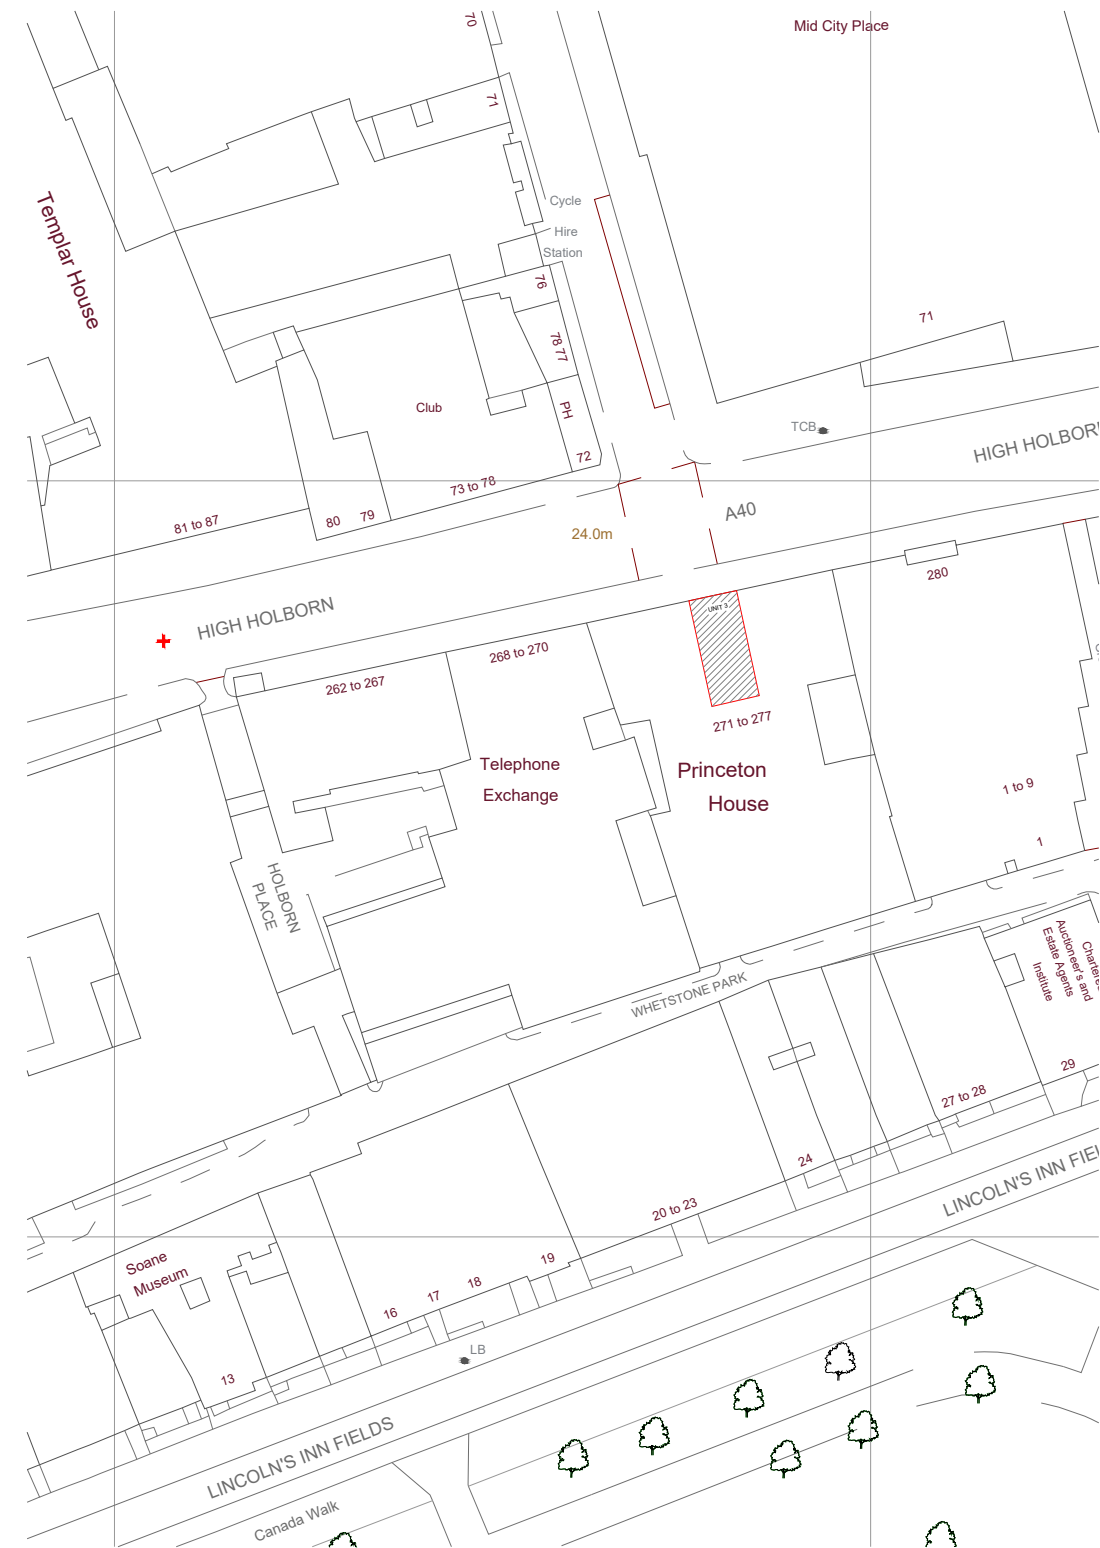 70
Mid City Place
71
Templar House
Cycle
Hire
Station
76
71
78 77
Club
PH
TCB
HIGH HOLBORN
72
73 to 78
81 to 87
80
79
A40
24.0m
280
UNIT 3
HIGH HOLBORN
268 to 270
262 to 267
271 to 277
Telephone
Exchange
Princeton
House
1 to 9
1
HOLBORN
PLACE
WHETSTONE PARK
Auctioneer's and
Estate Agents
Institute
29
27 to 28
24
LINCOLN'S INN
20 to 23
Soane
Museum
19
18
17
16
LB
13
LINCOLN'S INN FIELDS
Canada Walk